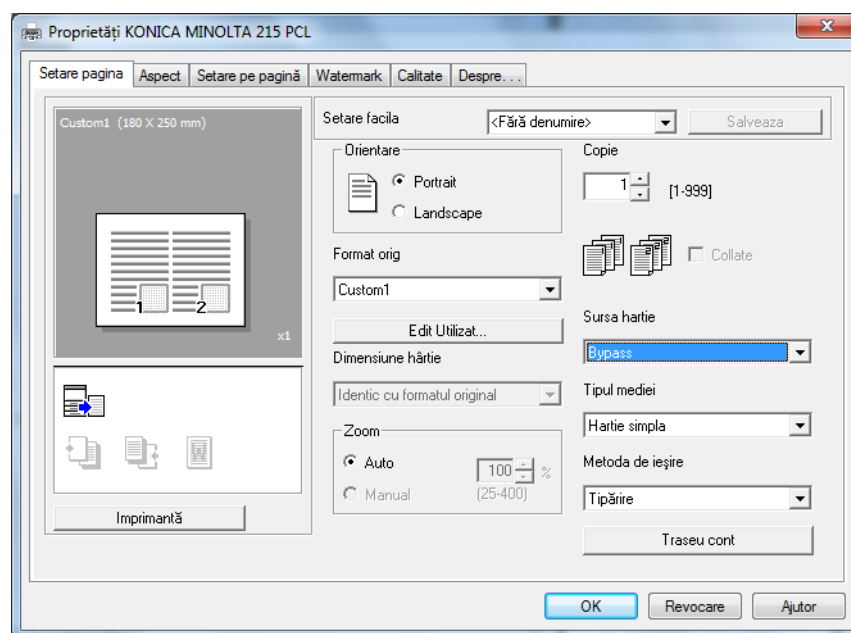 Proprietăți KONICA MINOLTA 215 PCL
Setare pagina
Aspect
Setare pe pagină
Watermark
Calitate
Despre. . .
Custom1 (180 X 250 mm)
1
2
x1
Imprimantă
Setare facila
<Fără denumire>
Salveaza
Orientare
Portrait
Landscape
Format orig
Custom1
Edit Utilizat...
Dimensiune hârtie
Identic cu formatul original
Zoom
Auto
Manual
100 %
(25-400)
Copie
1 [1-999]
Collate
Sursa hartie
Bypass
Tipul mediei
Hartie simpla
Metoda de ieşire
Tipărire
Traseu cont
OK
Revocare
Ajutor